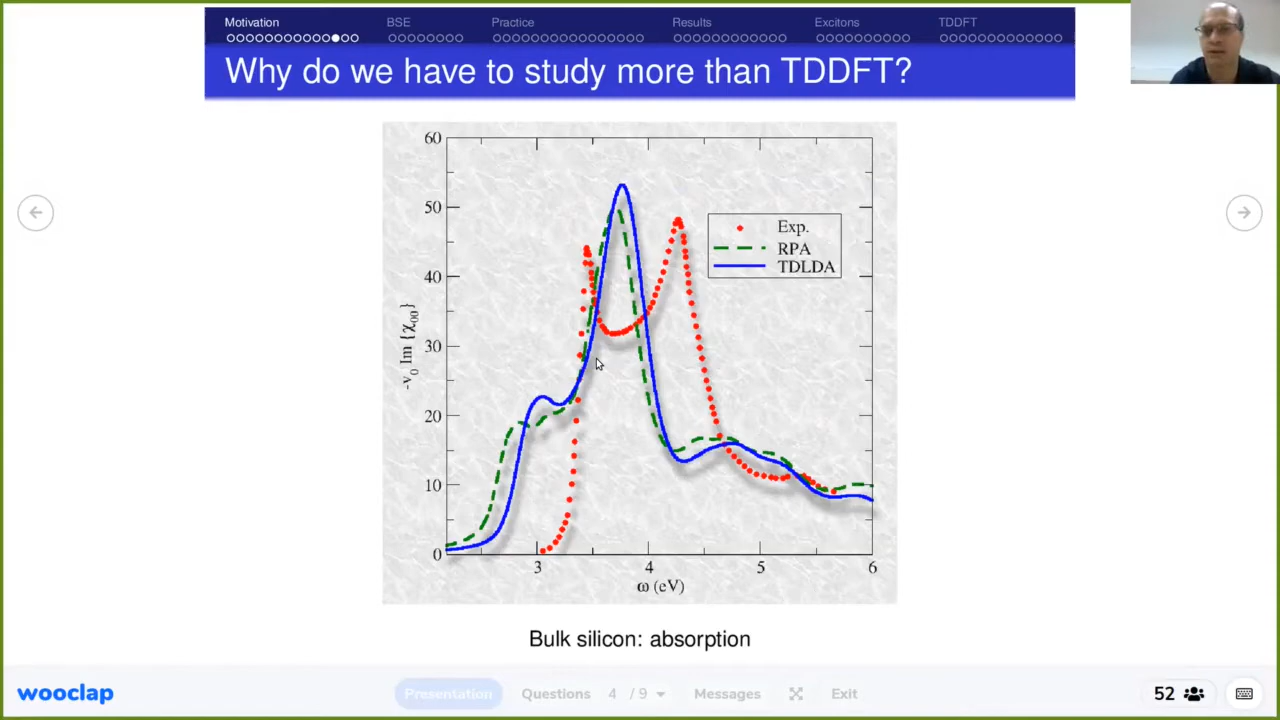 Motivation BSE Practice Results Excitons TDDFT
Why do we have to study more than TDDFT?
60
50
40
30
20
10
0
-v0 Im {χ00}
Exp.
RPA
TDLDA
3 4 5 6
ω (eV)
Bulk silicon: absorption
wooclap
Presentation Questions 4 / 9 Messages Exit
52